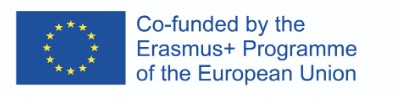 Co-funded by the
Erasmus+ Programme
of the European Union